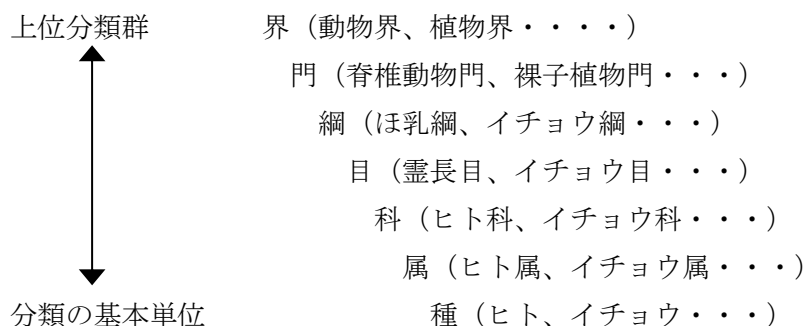 上位分類群 界（動物界、植物界・・・・）
門（脊椎動物門、裸子植物門・・・）
綱（ほ乳綱、イチョウ綱・・・）
目（霊長目、イチョウ目・・・）
科（ヒト科、イチョウ科・・・）
属（ヒト属、イチョウ属・・・）
分類の基本単位 種（ヒト、イチョウ・・・）